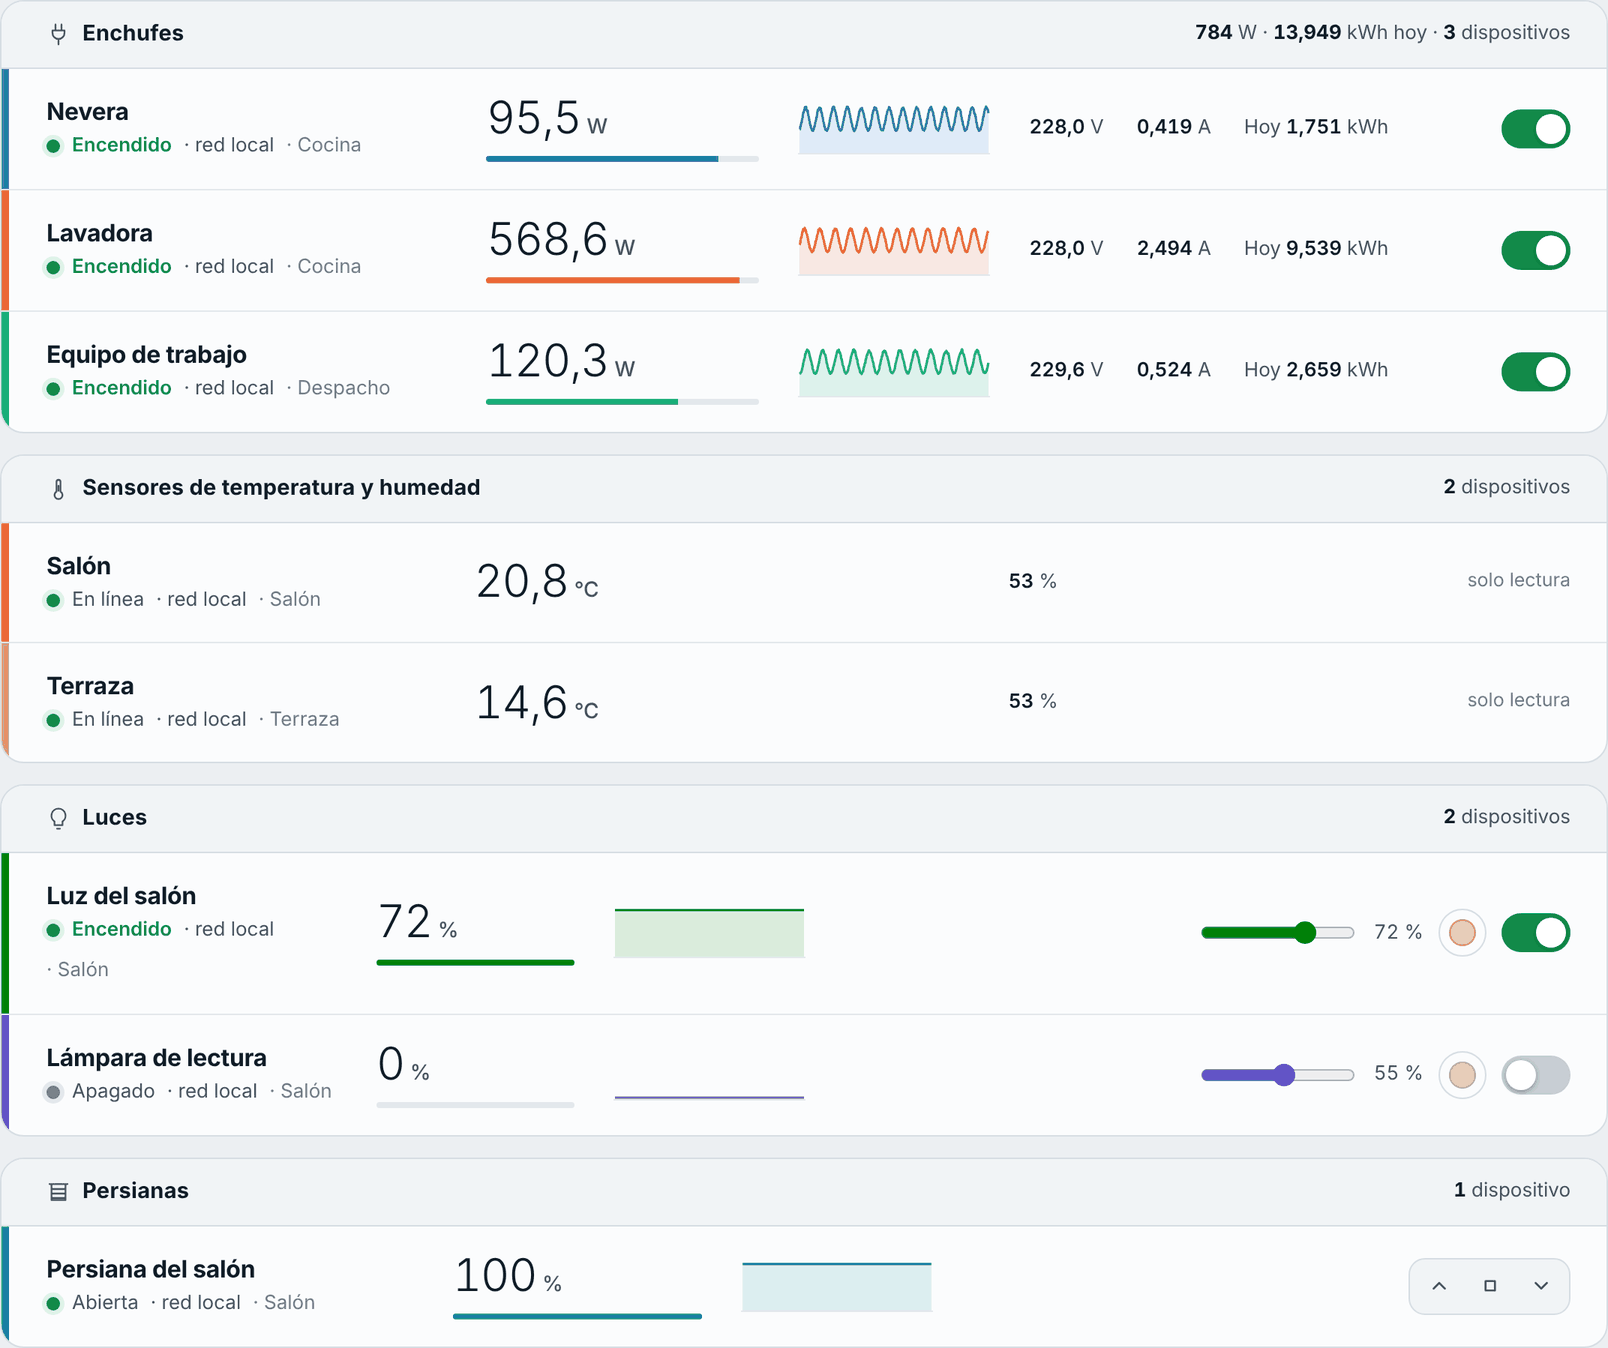 Enchufes
784 W · 13,949 kWh hoy · 3 dispositivos
Nevera
Encendido · red local · Cocina
95,5 W
228,0 V 0,419 A Hoy 1,751 kWh
Lavadora
Encendido · red local · Cocina
568,6 W
228,0 V 2,494 A Hoy 9,539 kWh
Equipo de trabajo
Encendido · red local · Despacho
120,3 W
229,6 V 0,524 A Hoy 2,659 kWh
Sensores de temperatura y humedad
2 dispositivos
Salón
En línea · red local · Salón
20,8 °C
53 %
solo lectura
Terraza
En línea · red local · Terraza
14,6 °C
53 %
solo lectura
Luces
2 dispositivos
Luz del salón
Encendido · red local
· Salón
72 %
72 %
Lámpara de lectura
Apagado · red local · Salón
0 %
55 %
Persianas
1 dispositivo
Persiana del salón
Abierta · red local · Salón
100 %